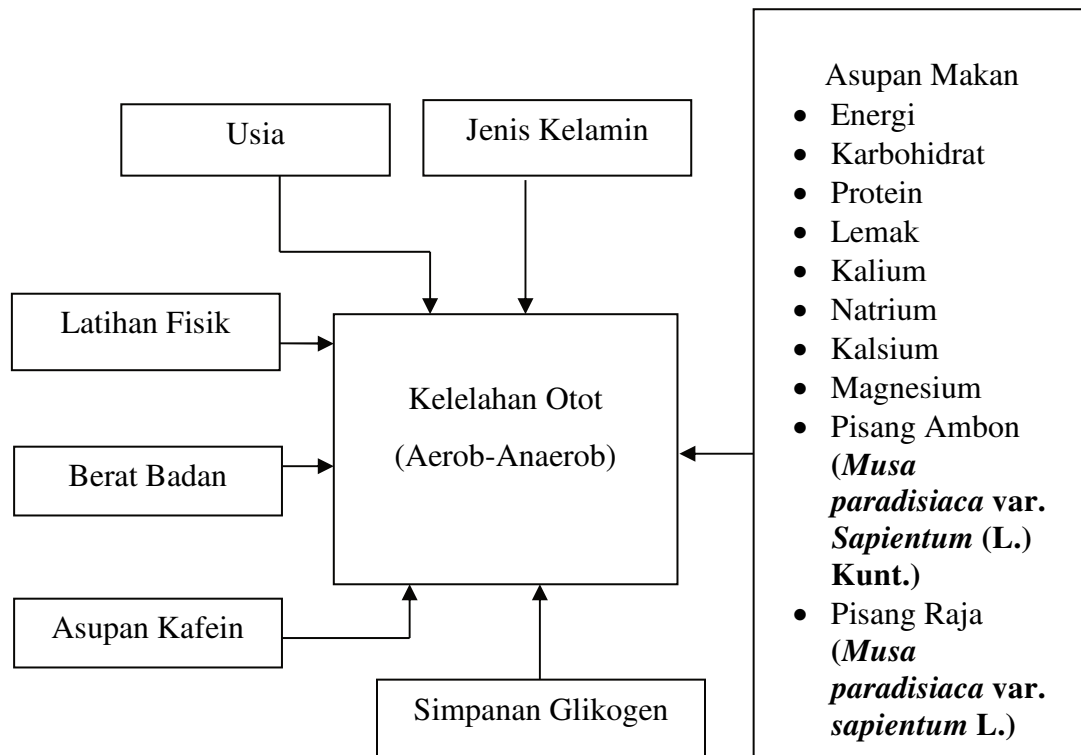 Usia
Jenis Kelamin
Latihan Fisik
Berat Badan
Asupan Kafein
Simpanan Glikogen
Kelelahan Otot
(Aerob-Anaerob)
Asupan Makan
• Energi
• Karbohidrat
• Protein
• Lemak
• Kalium
• Natrium
• Kalsium
• Magnesium
• Pisang Ambon
(Musa
paradisiaca var.
Sapientum (L.)
Kunt.)
• Pisang Raja
(Musa
paradisiaca var.
sapientum L.)